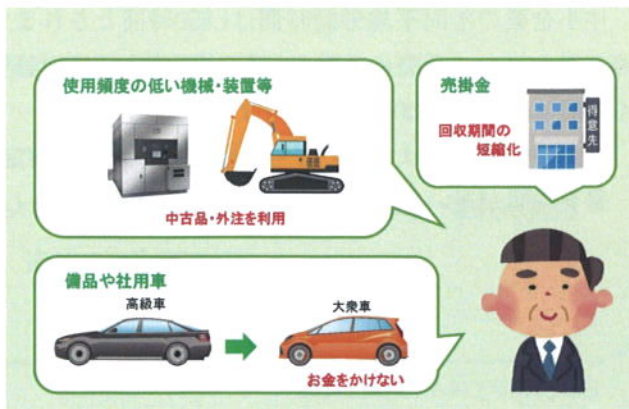 使用頻度の低い機械・装置等
中古品・外注を利用
売掛金
回収期間の
短縮化
得意先
備品や社用車
高級車
大衆車
お金をかけない